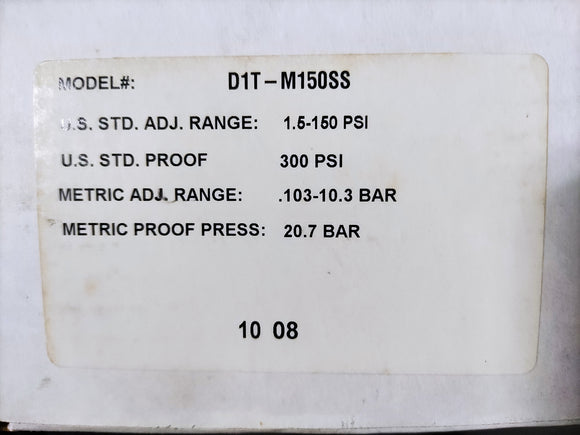 MODEL#: D1T-M150SS
U.S. STD. ADJ. RANGE: 1.5-150 PSI
U.S. STD. PROOF 300 PSI
METRIC ADJ. RANGE: .103-10.3 BAR
METRIC PROOF PRESS: 20.7 BAR
10 08